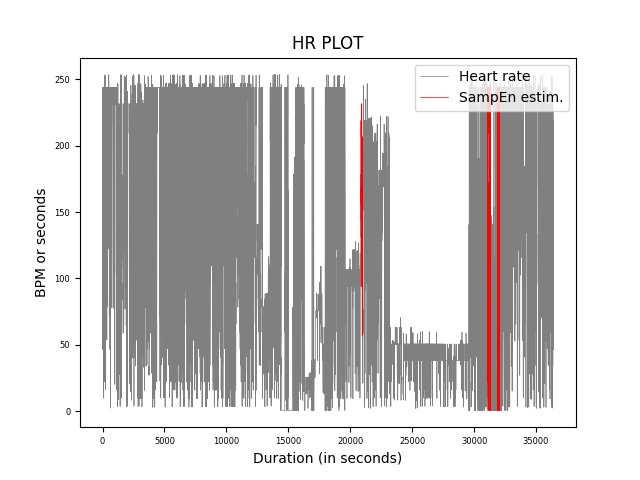 HR PLOT
Heart rate
SampEn estim.
BPM or seconds
250
200
150
100
50
0
0 5000 10000 15000 20000 25000 30000 35000
Duration (in seconds)